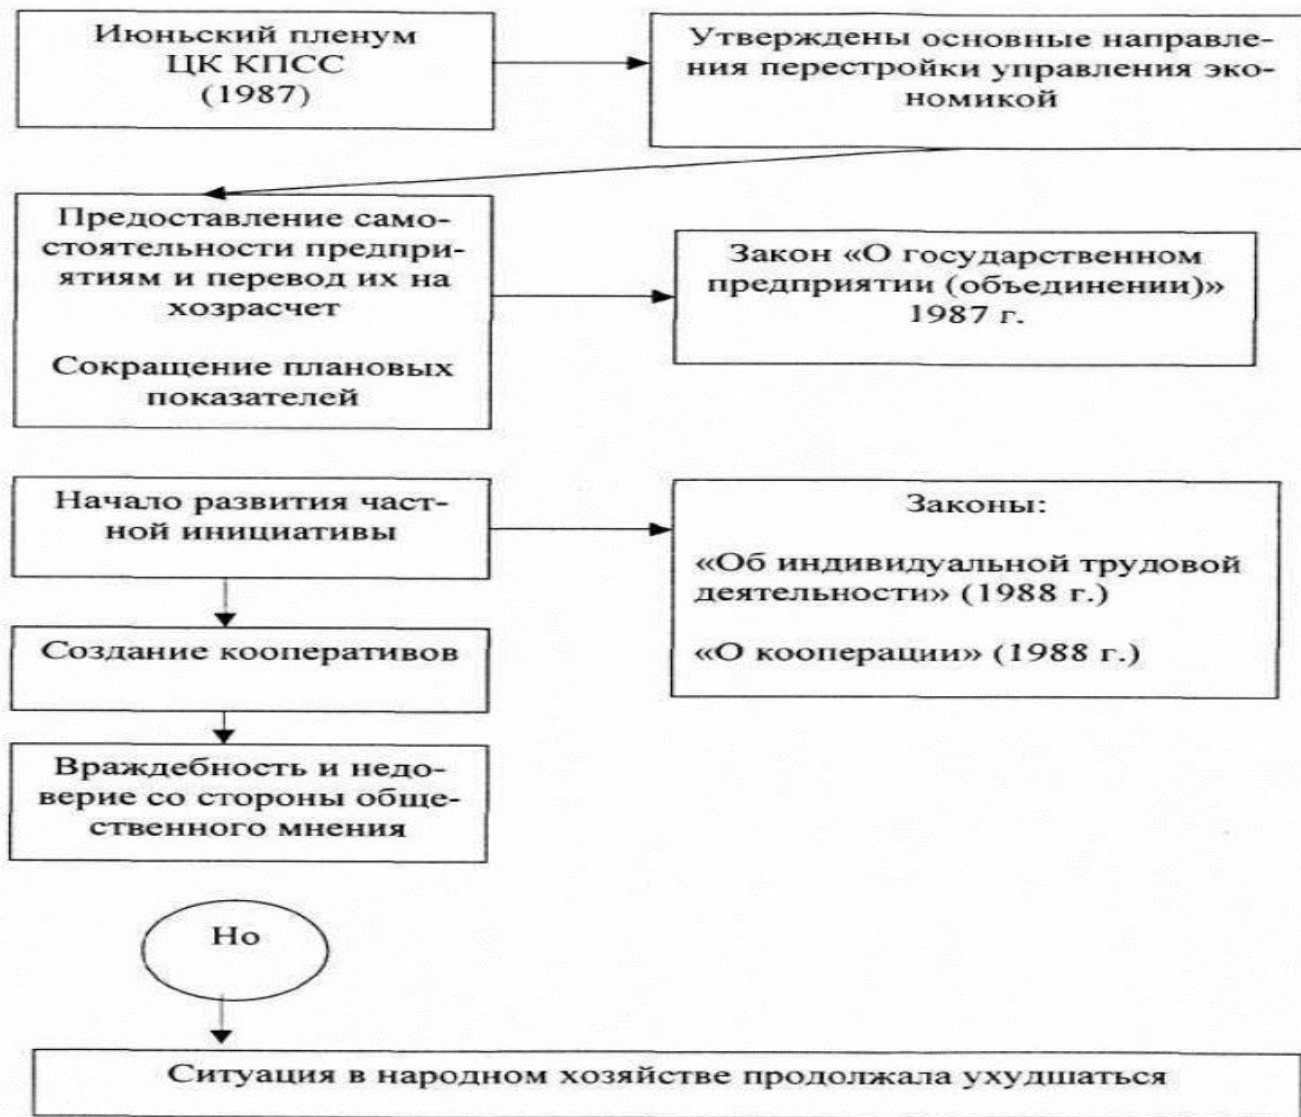 Июньский пленум
ЦК КПСС
(1987)
Утверждены основные направле-
ния перестройки управления эко-
номикой
Предоставление само-
стоятельности предпри-
ятиям и перевод их на
хозрасчет
Сокращение плановых
показателей
Закон «О государственном
предприятии (объединении)»
1987 г.
Начало развития част-
ной инициативы
Законы:
«Об индивидуальной трудовой
деятельности» (1988 г.)
«О кооперации» (1988 г.)
Создание кооперативов
Враждебность и недо-
верие со стороны обще-
ственного мнения
Но
Ситуация в народном хозяйстве продолжала ухудшаться